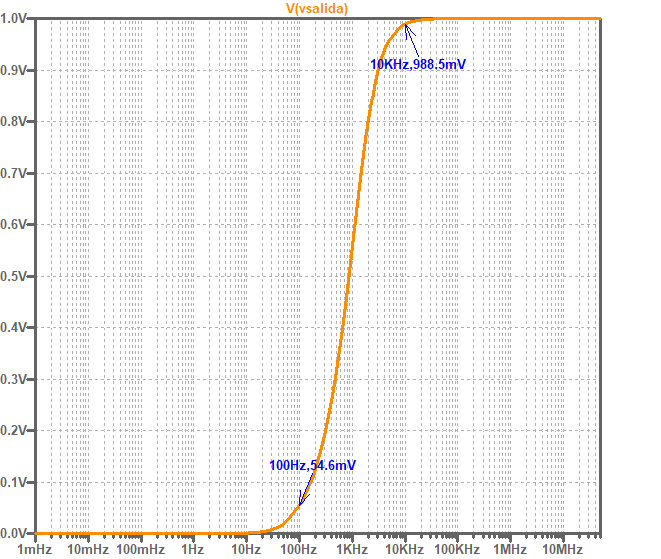 V(vsalida)
1.0V
0.9V
0.8V
0.7V
0.6V
0.5V
0.4V
0.3V
0.2V
0.1V
0.0V
10KHz,988.5mV
100Hz,54.6mV
1mHz 10mHz 100mHz 1Hz 10Hz 100Hz 1KHz 10KHz 100KHz 1MHz 10MHz